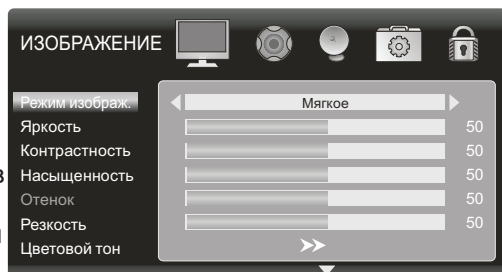 ИЗОБРАЖЕНИЕ
Режим изображ. Мягкое
Яркость 50
Контрастность 50
Насыщенность 50
Отенок 50
Резкость 50
Цветовой тон